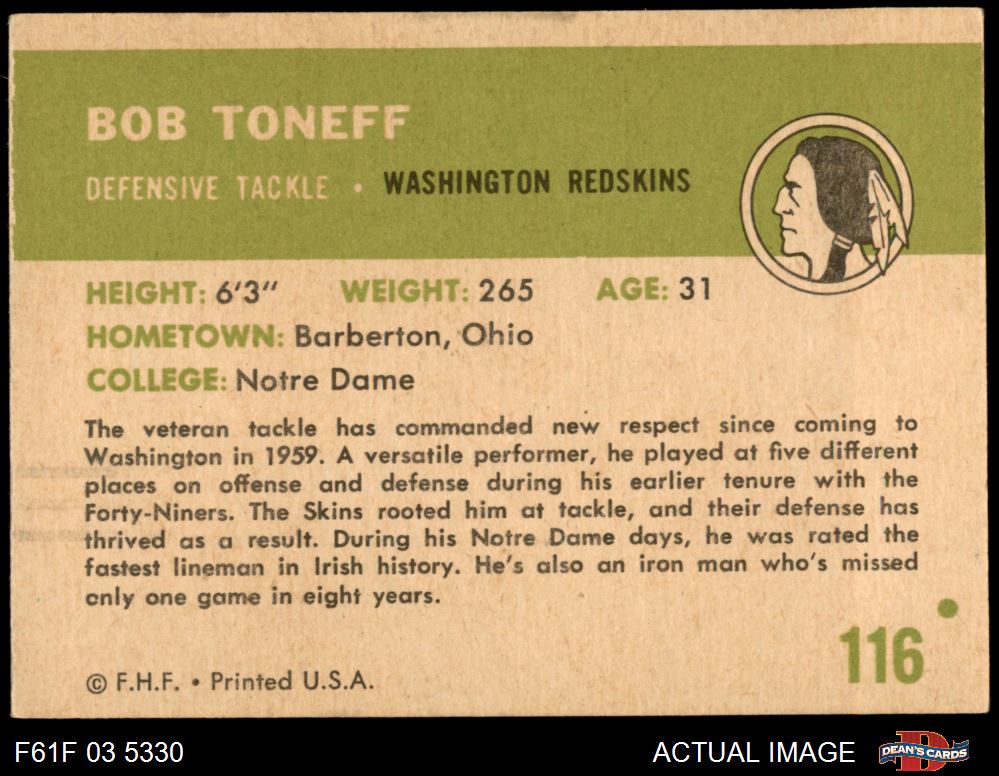 BOB TONEFF
DEFENSIVE TACKLE • WASHINGTON REDSKINS
HEIGHT: 6'3" WEIGHT: 265 AGE: 31
HOMETOWN: Barberton, Ohio
COLLEGE: Notre Dame
The veteran tackle has commanded new respect since coming to
Washington in 1959. A versatile performer, he played at five different
places on offense and defense during his earlier tenure with the
Forty-Niners. The Skins rooted him at tackle, and their defense has
thrived as a result. During his Notre Dame days, he was rated the
fastest lineman in Irish history. He's also an iron man who's missed
only one game in eight years.
116
© F.H.F. • Printed U.S.A.
F61F 03 5330
ACTUAL IMAGE
DEAN'S CARDS